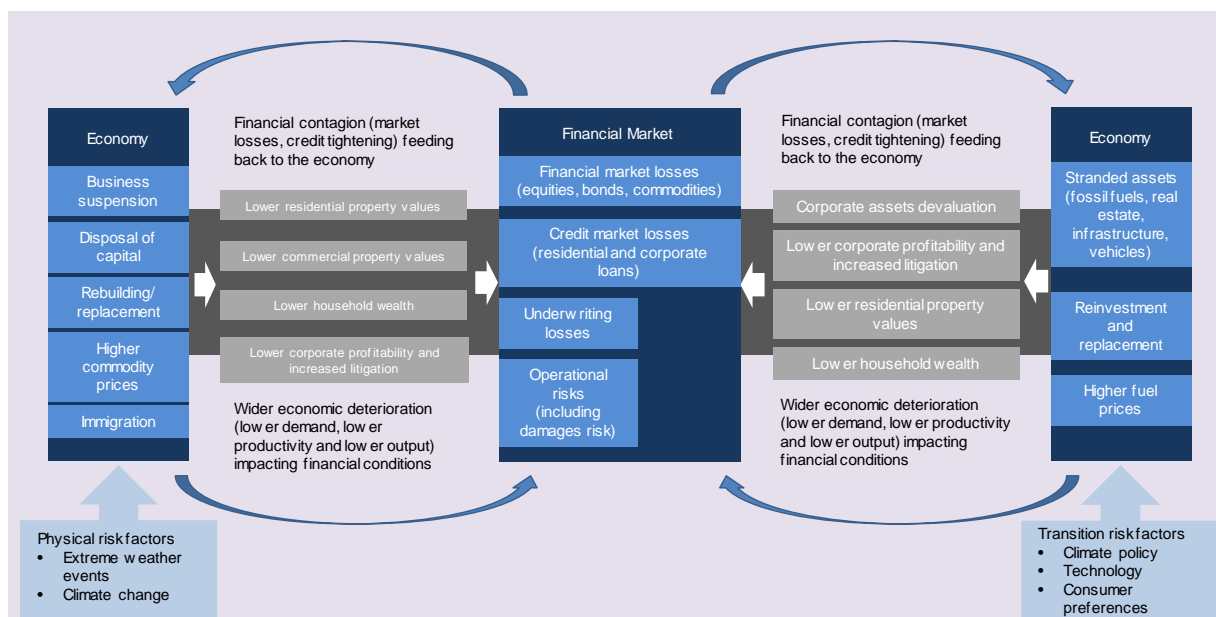 Economy
Business
suspension
Disposal of
capital
Rebuilding/
replacement
Higher
commodity
prices
Immigration
Physical risk factors
• Extreme weather
events
• Climate change
Financial contagion (market
losses, credit tightening) feeding
back to the economy
Lower residential property values
Lower commercial property values
Lower household wealth
Lower corporate profitability and
increased litigation
Wider economic deterioration
(lower demand, lower
productivity and lower output)
impacting financial conditions
Financial Market
Financial market losses
(equities, bonds, commodities)
Credit market losses
(residential and corporate
loans)
Underwriting
losses
Operational
risks
(including
damages risk)
Financial contagion (market
losses, credit tightening) feeding
back to the economy
Corporate assets devaluation
Lower corporate profitability and
increased litigation
Lower residential property
values
Lower household wealth
Wider economic deterioration
(lower demand, lower productivity
and lower output) impacting
financial conditions
Economy
Stranded assets
(fossil fuels, real
estate,
infrastructure,
vehicles)
Reinvestment
and
replacement
Higher fuel
prices
Transition risk factors
• Climate policy
• Technology
• Consumer
preferences